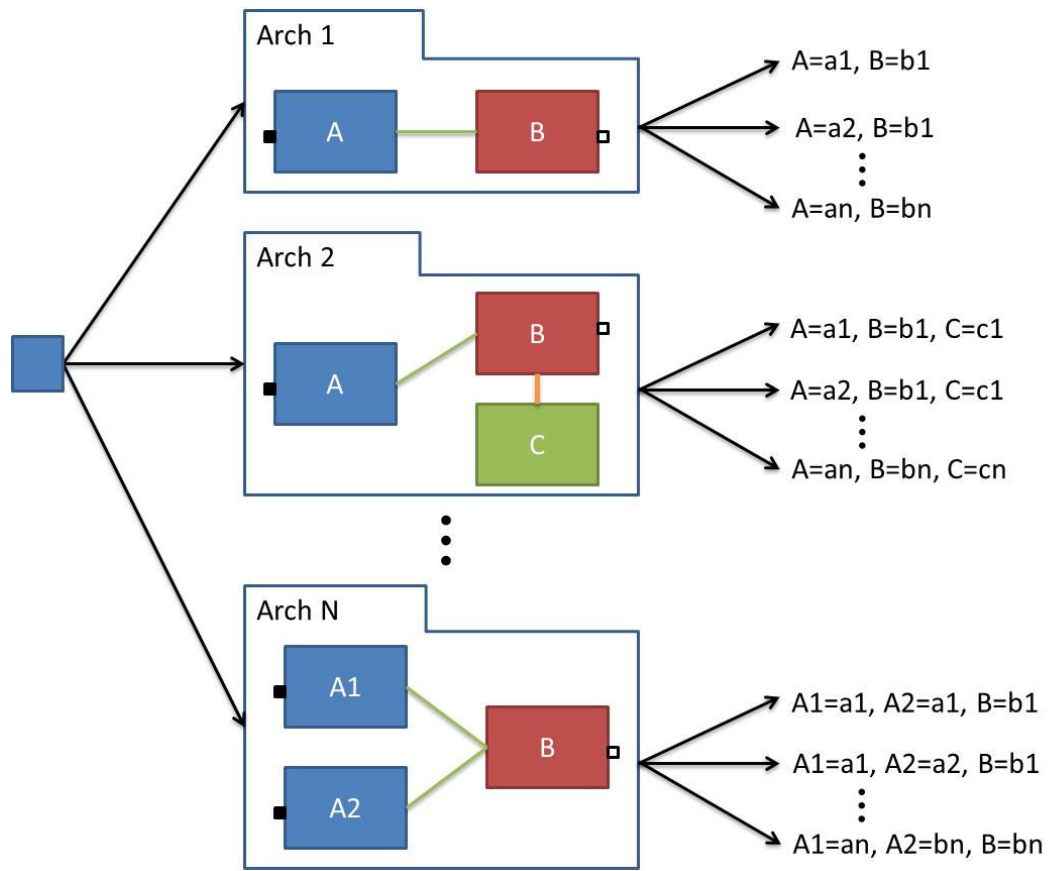 Arch 1
A
B
A=a1, B=b1
A=a2, B=b1
A=an, B=bn
Arch 2
A
B
C
A=a1, B=b1, C=c1
A=a2, B=b1, C=c1
A=an, B=bn, C=cn
Arch N
A1
A2
B
A1=a1, A2=a1, B=b1
A1=a1, A2=a2, B=b1
A1=an, A2=bn, B=bn